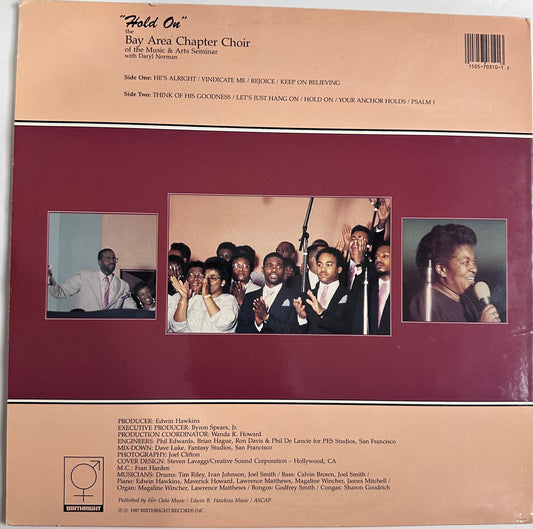 "Hold On"
the
Bay Area Chapter Choir
of the Music & Arts Seminar
with Daryl Norman
Side One: HE'S ALRIGHT / VINDICATE ME / REJOICE / KEEP ON BELIEVING
Side Two: THINK OF HIS GOODNESS / LET'S JUST HANG ON / HOLD ON / YOUR ANCHOR HOLDS / PSALM I
1505-70310-1
PRODUCER: Edwin Hawkins
EXECUTIVE PRODUCER: Byron Spears, Jr.
PRODUCTION COORDINATOR: Wanda R. Howard
ENGINEERS: Phil Edwards, Brian Hague, Ron Davis & Phil De Lancie for PES Studios, San Francisco
MIX-DOWN: Dave Luke, Fantasy Studios, San Francisco
PHOTOGRAPHY: Joel Clifton
COVER DESIGN: Steven Lavaggi/Creative Sound Corporation – Hollywood, CA
M.C.: Fran Harden
MUSICIANS: Drums: Tim Riley, Ivan Johnson, Joel Smith / Bass: Calvin Brown, Joel Smith /
Piano: Edwin Hawkins, Maverick Howard, Lawrence Matthews, Magaline Wincher, James Mitchell /
Organ: Magaline Wincher, Lawrence Matthews / Bongos: Godfrey Smith / Congas: Sharon Goodrich
Published by Eyer Oaks Music / Edwin R. Hawkins Music / ASCAP
℗ © 1987 BIRTHRIGHT RECORDS INC.
BIRTHRIGHT